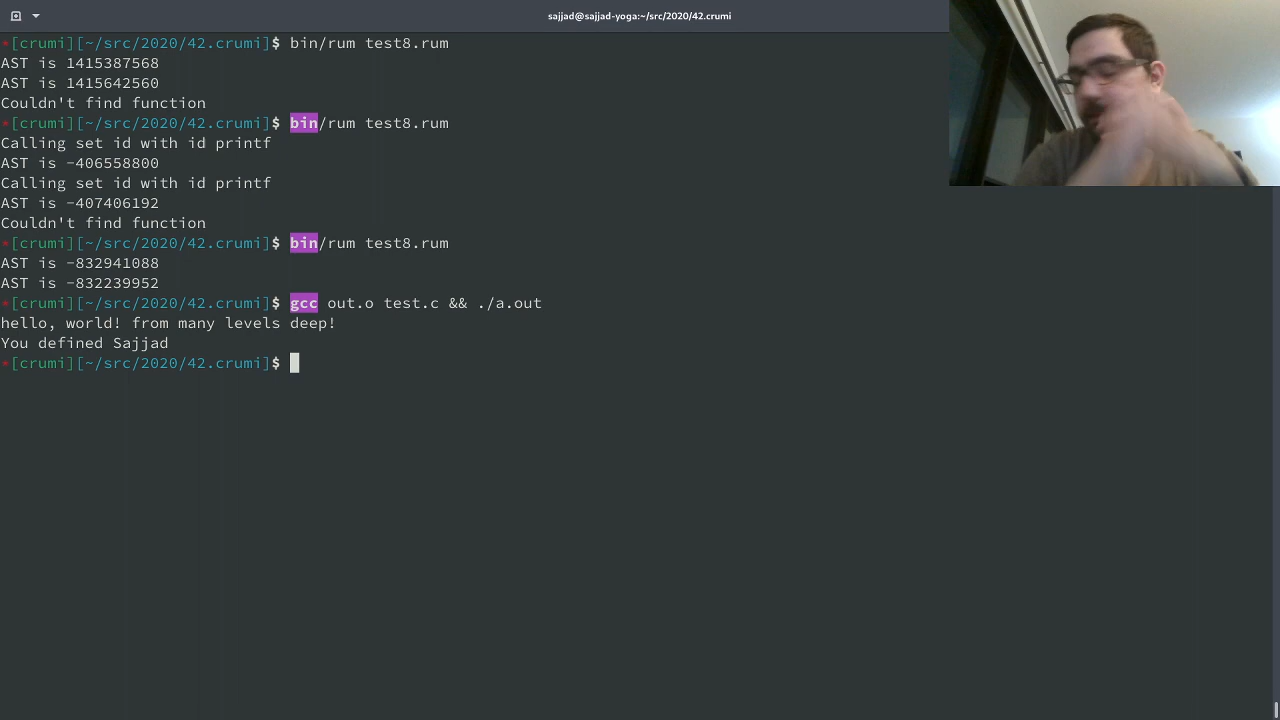 sajjad@sajjad-yoga:~/src/2020/42.crumi
*[crumi][~/src/2020/42.crumi]$ bin/rum test8.rum
AST is 1415387568
AST is 1415642560
Couldn't find function
*[crumi][~/src/2020/42.crumi]$ bin/rum test8.rum
Calling set id with id printf
AST is -406558800
Calling set id with id printf
AST is -407406192
Couldn't find function
*[crumi][~/src/2020/42.crumi]$ bin/rum test8.rum
AST is -832941088
AST is -832239952
*[crumi][~/src/2020/42.crumi]$ gcc out.o test.c && ./a.out
hello, world! from many levels deep!
You defined Sajjad
*[crumi][~/src/2020/42.crumi]$